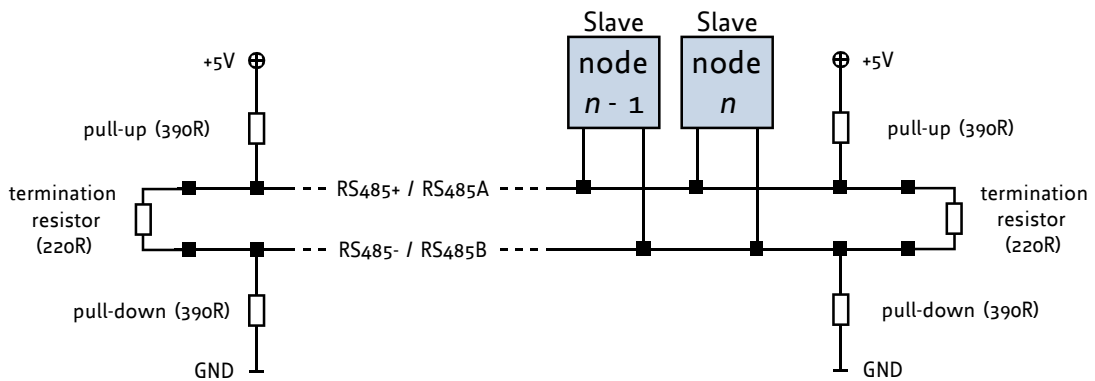 Slave
Slave
node
n - 1
node
n
+5V
+5V
pull-up (390R)
pull-up (390R)
termination
resistor
(220R)
RS485+ / RS485A
termination
resistor
(220R)
RS485- / RS485B
pull-down (390R)
pull-down (390R)
GND
GND